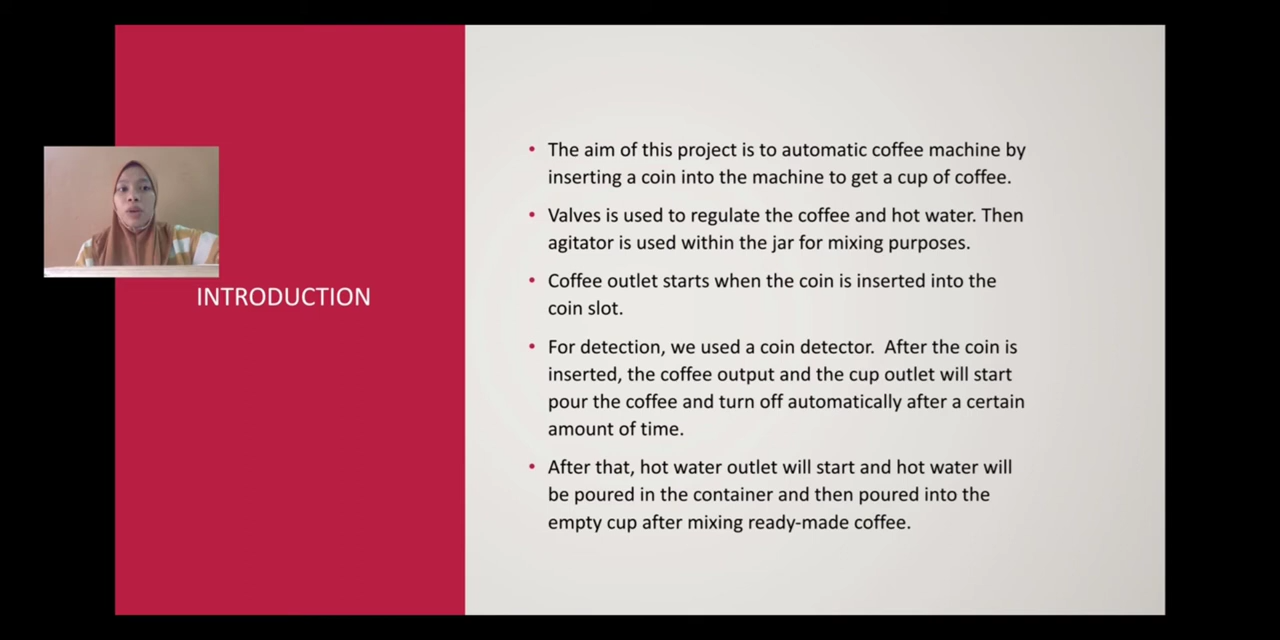 INTRODUCTION
• The aim of this project is to automatic coffee machine by
inserting a coin into the machine to get a cup of coffee.
• Valves is used to regulate the coffee and hot water. Then
agitator is used within the jar for mixing purposes.
• Coffee outlet starts when the coin is inserted into the
coin slot.
• For detection, we used a coin detector.  After the coin is
inserted, the coffee output and the cup outlet will start
pour the coffee and turn off automatically after a certain
amount of time.
• After that, hot water outlet will start and hot water will
be poured in the container and then poured into the
empty cup after mixing ready-made coffee.